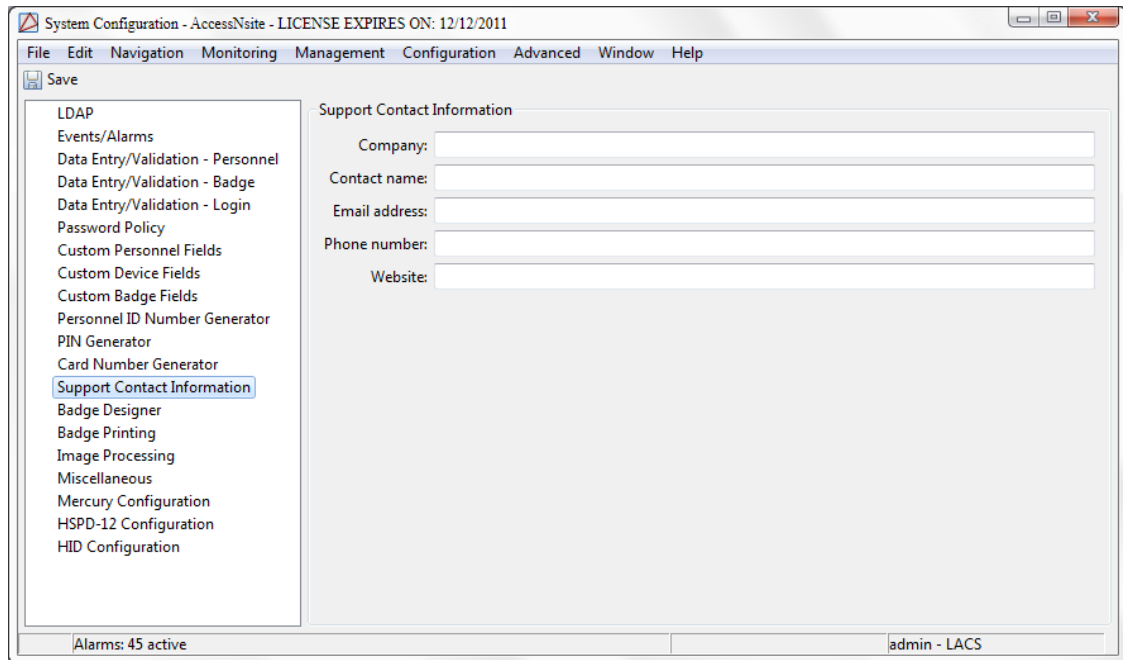 System Configuration - AccessNsite - LICENSE EXPIRES ON: 12/12/2011
File Edit Navigation Monitoring Management Configuration Advanced Window Help
Save
LDAP
Events/Alarms
Data Entry/Validation - Personnel
Data Entry/Validation - Badge
Data Entry/Validation - Login
Password Policy
Custom Personnel Fields
Custom Device Fields
Custom Badge Fields
Personnel ID Number Generator
PIN Generator
Card Number Generator
Support Contact Information
Badge Designer
Badge Printing
Image Processing
Miscellaneous
Mercury Configuration
HSPD-12 Configuration
HID Configuration
Support Contact Information
Company:
Contact name:
Email address:
Phone number:
Website:
Alarms: 45 active
admin - LACS